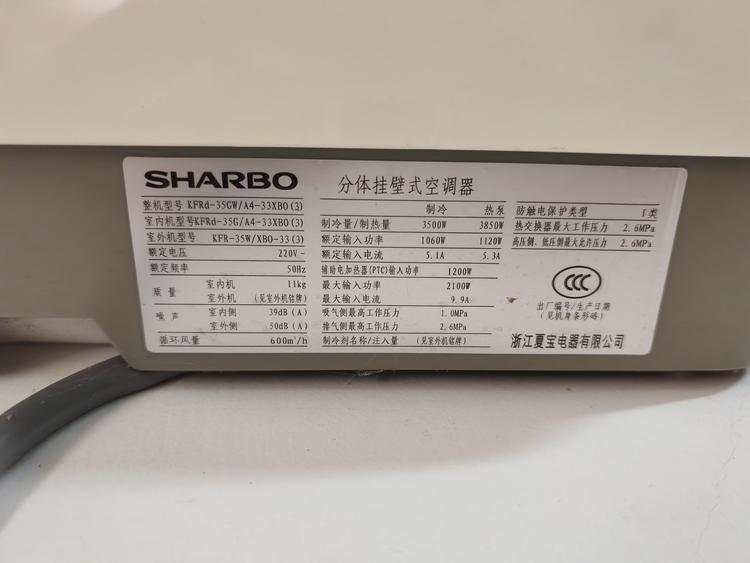 SHARBO
分体挂壁式空调器
整机型号 KFRd-35GW/A4-33XBO(3)
室内机型号 KFRd-35G/A4-33XBO(3)
室外机型号 KFR-35W/XBO-33(3)
额定电压 220V~
额定频率 50Hz
质量 室内机 11kg
室外机 (见室外机铭牌)
噪声 室内侧 39dB(A)
室外侧 50dB(A)
循环风量 600m³/h
制冷 热泵
制冷量/制热量 3500W 3850W
额定输入功率 1060W 1120W
额定输入电流 5.1A 5.3A
辅助电加热器(PTC)输入功率 1200W
最大输入功率 2100W
最大输入电流 9.9A
吸气侧最高工作压力 1.0MPa
排气侧最高工作压力 2.6MPa
制冷剂名称/注入量 (见室外机铭牌)
防触电保护类型 I类
热交换器最大工作压力 2.6MPa
高压侧、低压侧最大允许压力 2.6MPa
CCC
出厂编号/生产日期
(见机身条形码)
浙江夏宝电器有限公司